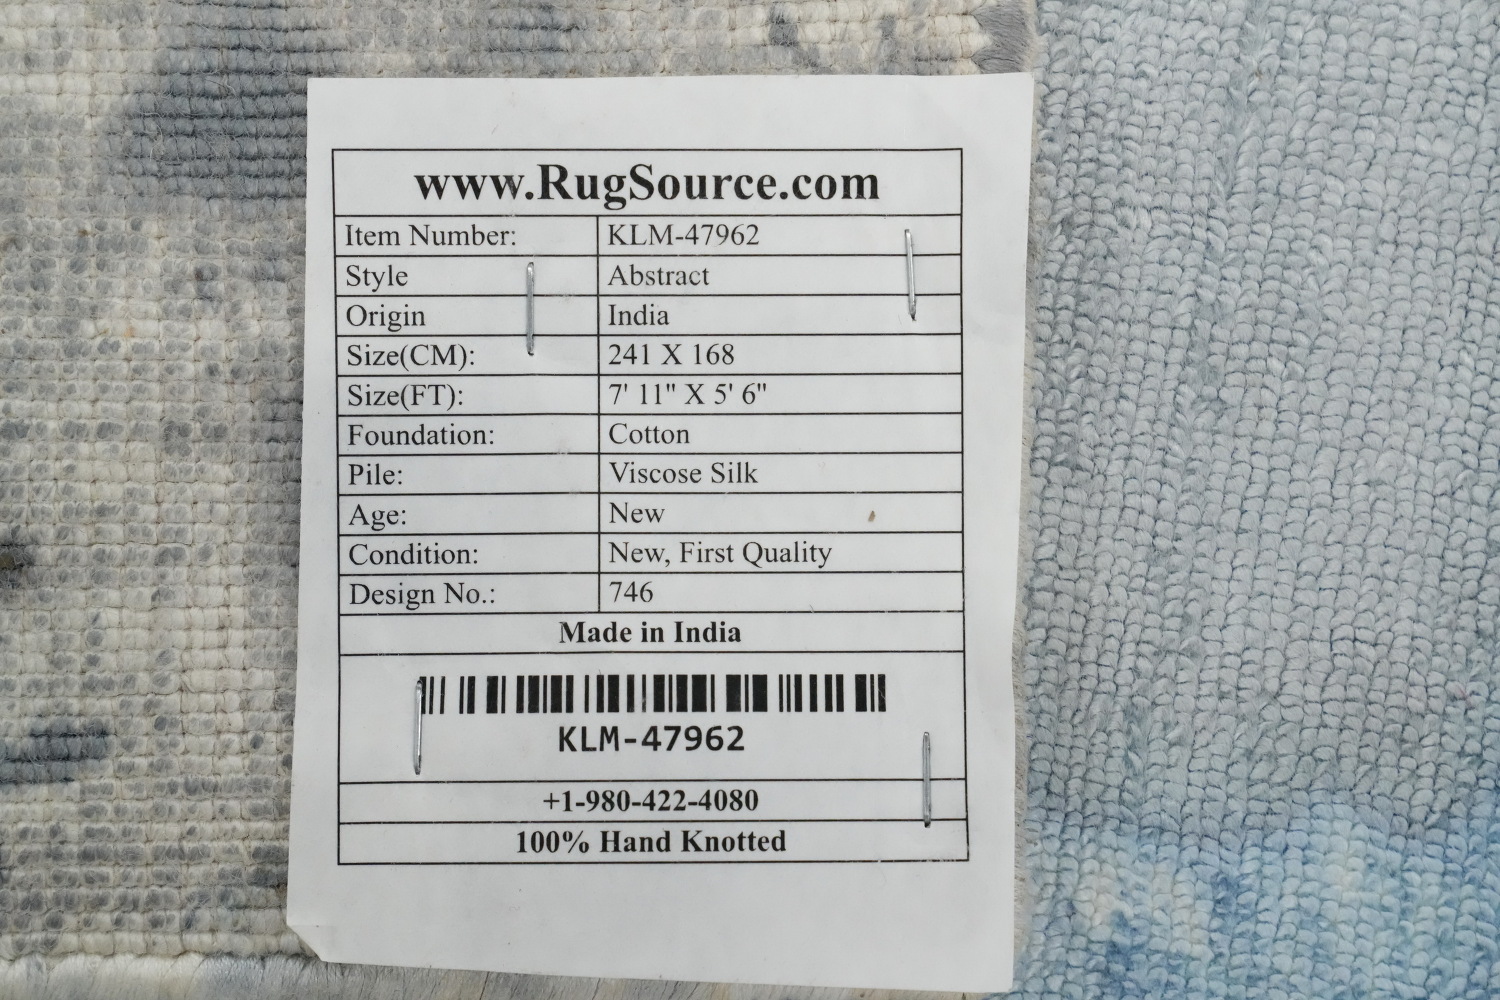 www.RugSource.com
Item Number: KLM-47962
Style Abstract
Origin India
Size(CM): 241 X 168
Size(FT): 7' 11" X 5' 6"
Foundation: Cotton
Pile: Viscose Silk
Age: New
Condition: New, First Quality
Design No.: 746
Made in India
KLM-47962
+1-980-422-4080
100% Hand Knotted